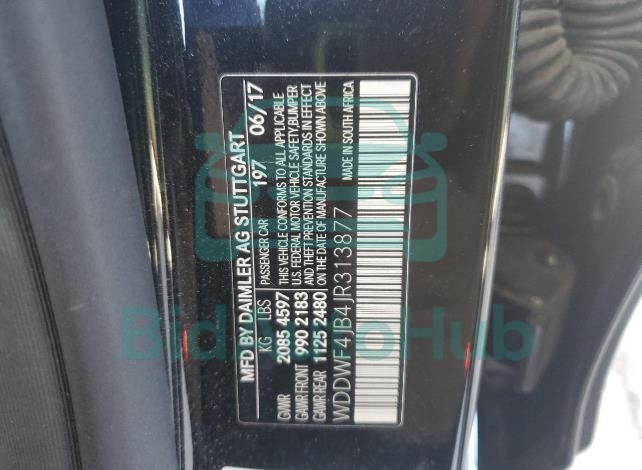 MFD BY DAIMLER AG STUTTGART
KG LBS PASSENGER CAR 197 06/17
GVWR 2085 4597 THIS VEHICLE CONFORMS TO ALL APPLICABLE
GAWR FRONT 990 2183 U.S. FEDERAL MOTOR VEHICLE SAFETY, BUMPER
GAWR REAR 1125 2480 AND THEFT PREVENTION STANDARDS IN EFFECT
ON THE DATE OF MANUFACTURE SHOWN ABOVE
WDDWF4JB4JR313877 MADE IN SOUTH AFRICA
Bid.AutoHub